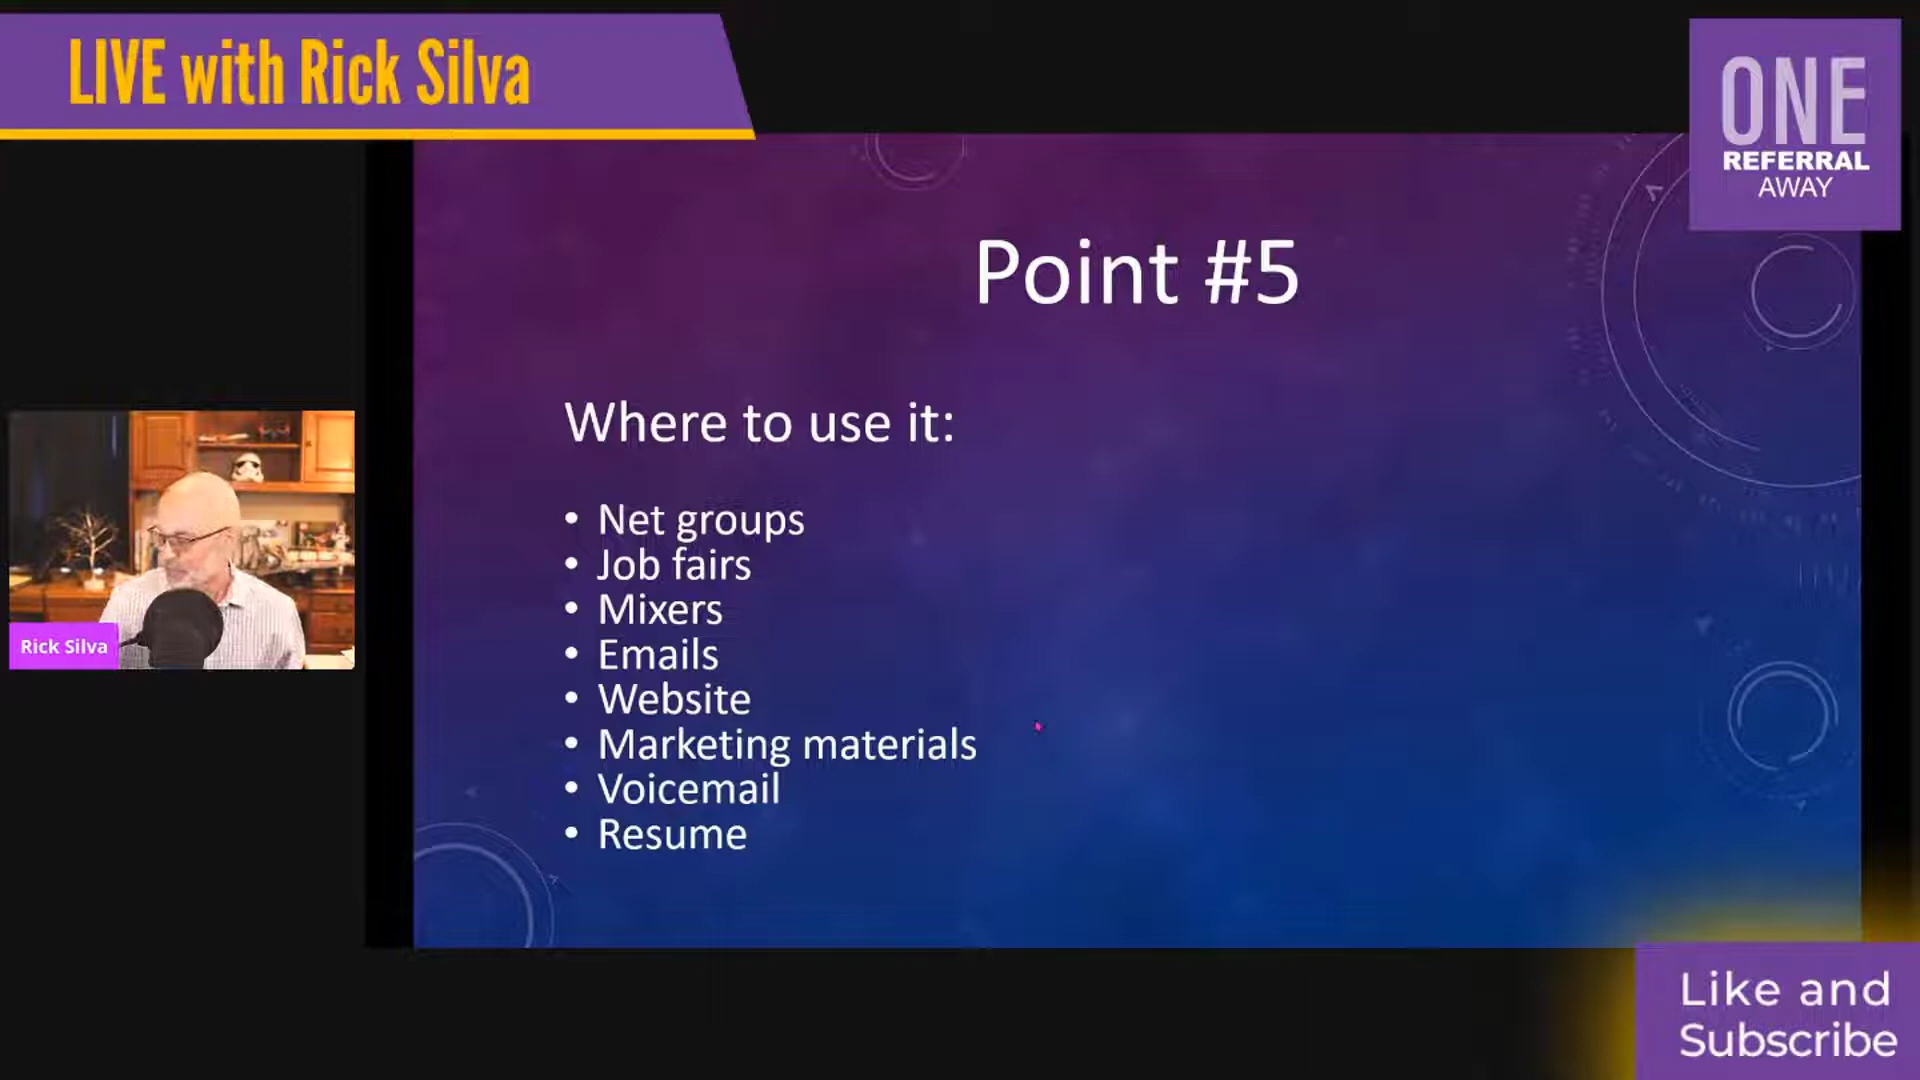 LIVE with Rick Silva
ONE
REFERRAL
AWAY
Point #5
Where to use it:
• Net groups
• Job fairs
• Mixers
• Emails
• Website
• Marketing materials
• Voicemail
• Resume
Rick Silva
Like and
Subscribe